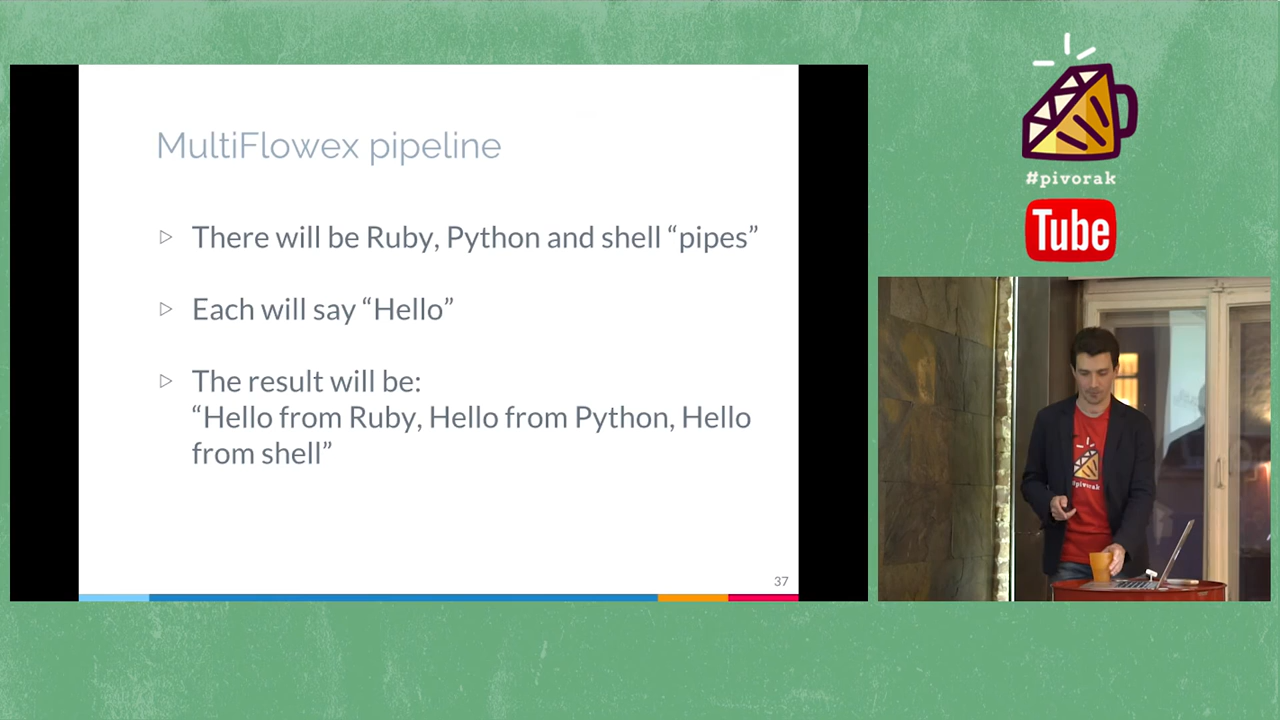 MultiFlowex pipeline
There will be Ruby, Python and shell “pipes”
Each will say “Hello”
The result will be:
“Hello from Ruby, Hello from Python, Hello
from shell”
37
#pivorak
Tube
#pivorak